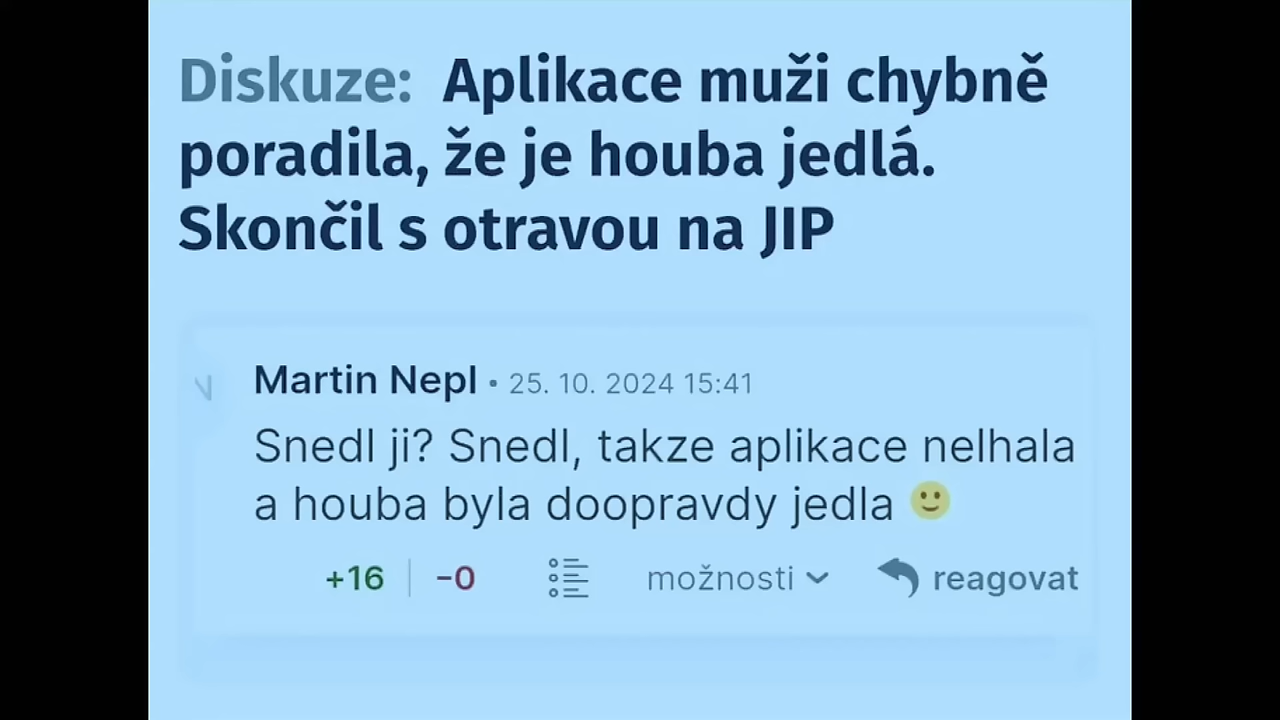 Diskuze: Aplikace muži chybně
poradila, že je houba jedlá.
Skončil s otravou na JIP
N
Martin Nepl • 25. 10. 2024 15:41
Snedl ji? Snedl, takze aplikace nelhala
a houba byla doopravdy jedla 🙂
+16 −0 možnosti reagovat